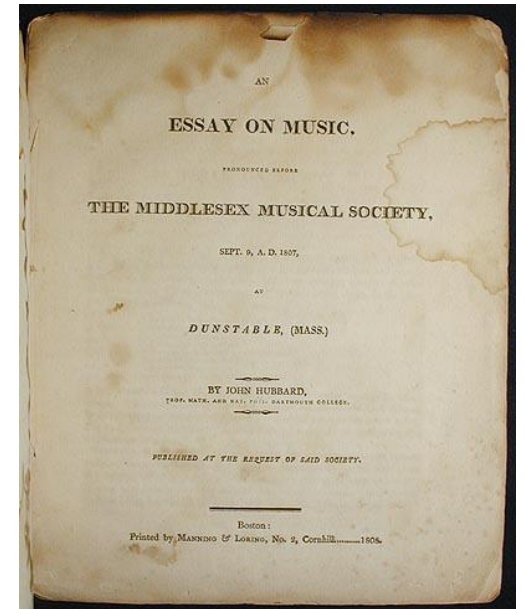 AN
ESSAY ON MUSIC.
PRONOUNCED BEFORE
THE MIDDLESEX MUSICAL SOCIETY,
SEPT. 9, A. D. 1807,
AT
DUNSTABLE, (MASS.)
BY JOHN HUBBARD,
PROF. MATH. AND NAT. PHIL. DARTMOUTH COLLEGE.
PUBLISHED AT THE REQUEST OF SAID SOCIETY.
Boston:
Printed by MANNING & LORING, No. 2, Cornhill..........1808.